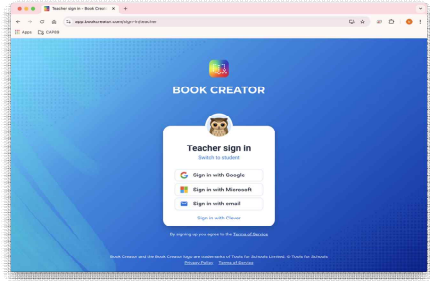 Teacher sign in - Book Creator
app.bookcreator.com/sign-in/teacher
Apps
BOOK CREATOR
Teacher sign in
Switch to student
Sign in with Google
Sign in with Microsoft
Sign in with email
Sign in with Clever
By signing up you agree to the Terms of Service
Book Creator and the Book Creator logo are trademarks of Tools for Schools Limited. © Tools for Schools
Privacy Policy Terms of Service